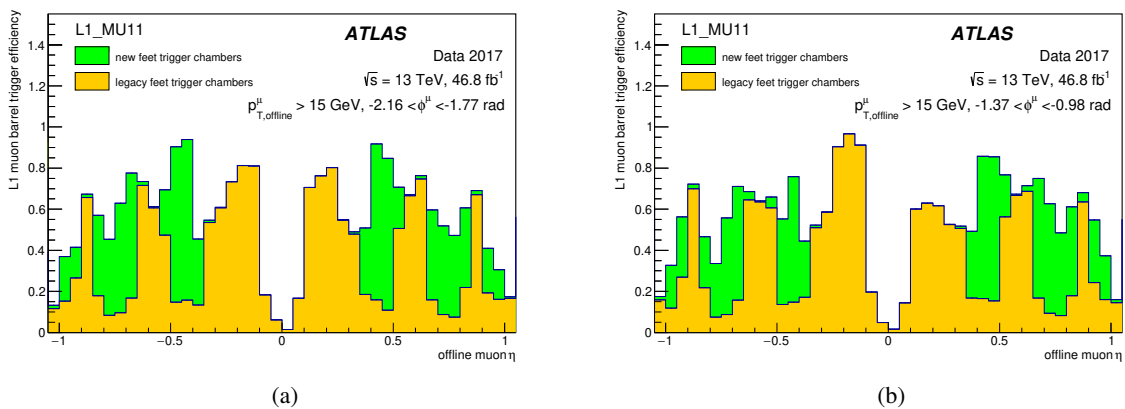 L1 muon barrel trigger efficiency
L1_MU11
ATLAS
new feet trigger chambers
legacy feet trigger chambers
Data 2017
√s = 13 TeV, 46.8 fb¹
p^μ_T,offline > 15 GeV, -2.16 <ϕ^μ <-1.77 rad
1.4
1.2
1
0.8
0.6
0.4
0.2
0
−1 −0.5 0 0.5 1
offline muon η
(a)
L1 muon barrel trigger efficiency
L1_MU11
ATLAS
new feet trigger chambers
legacy feet trigger chambers
Data 2017
√s = 13 TeV, 46.8 fb¹
p^μ_T,offline > 15 GeV, -1.37 <ϕ^μ <-0.98 rad
1.4
1.2
1
0.8
0.6
0.4
0.2
0
−1 −0.5 0 0.5 1
offline muon η
(b)